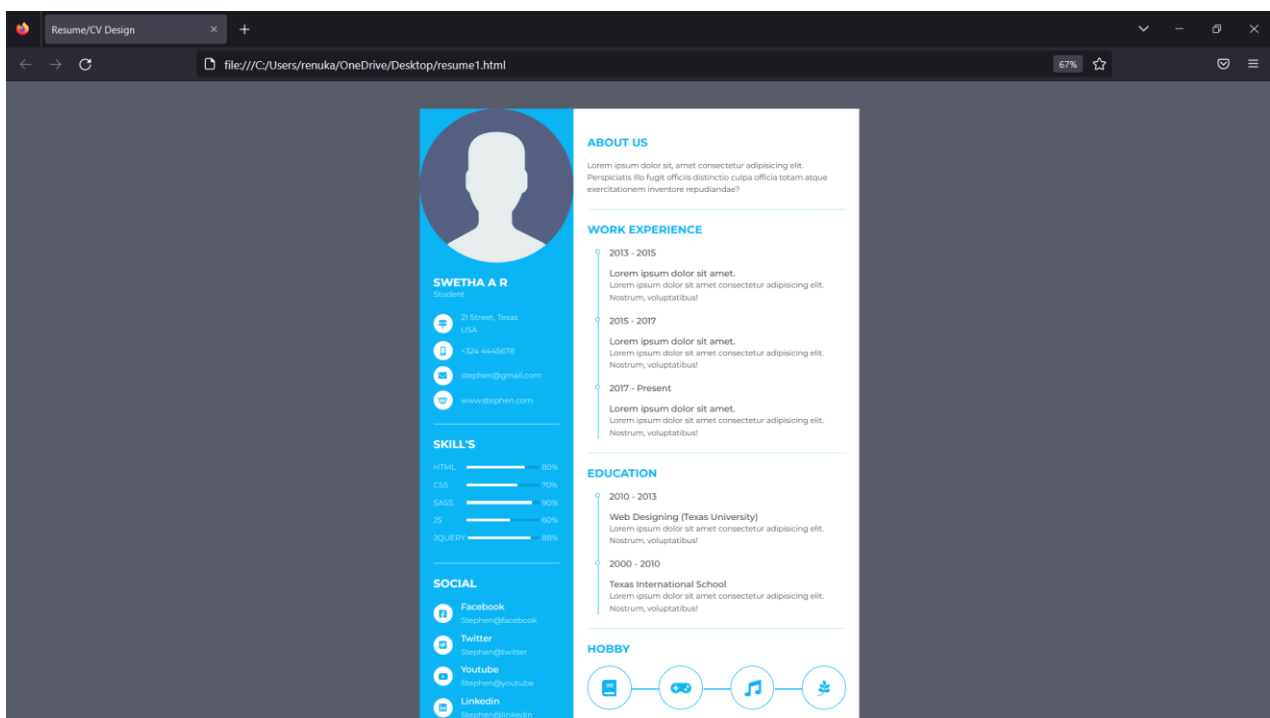 Resume/CV Design
file:///C:/Users/renuka/OneDrive/Desktop/resume1.html
67%
SWETHA A R
Student
21 Street, Texas
USA
+324 4445678
stephen@gmail.com
www.stephen.com
SKILL'S
HTML 80%
CSS 70%
SASS 90%
JS 60%
JQUERY 88%
SOCIAL
Facebook
Stephen@facebook
Twitter
Stephen@twitter
Youtube
Stephen@youtube
Linkedin
Stephen@linkedin
ABOUT US
Lorem ipsum dolor sit, amet consectetur adipisicing elit.
Perspiciatis illo fugit officiis distinctio culpa officia totam atque
exercitationem inventore repudiandae?
WORK EXPERIENCE
2013 - 2015
Lorem ipsum dolor sit amet.
Lorem ipsum dolor sit amet consectetur adipisicing elit.
Nostrum, voluptatibus!
2015 - 2017
Lorem ipsum dolor sit amet.
Lorem ipsum dolor sit amet consectetur adipisicing elit.
Nostrum, voluptatibus!
2017 - Present
Lorem ipsum dolor sit amet.
Lorem ipsum dolor sit amet consectetur adipisicing elit.
Nostrum, voluptatibus!
EDUCATION
2010 - 2013
Web Designing (Texas University)
Lorem ipsum dolor sit amet consectetur adipisicing elit.
Nostrum, voluptatibus!
2000 - 2010
Texas International School
Lorem ipsum dolor sit amet consectetur adipisicing elit.
Nostrum, voluptatibus!
HOBBY